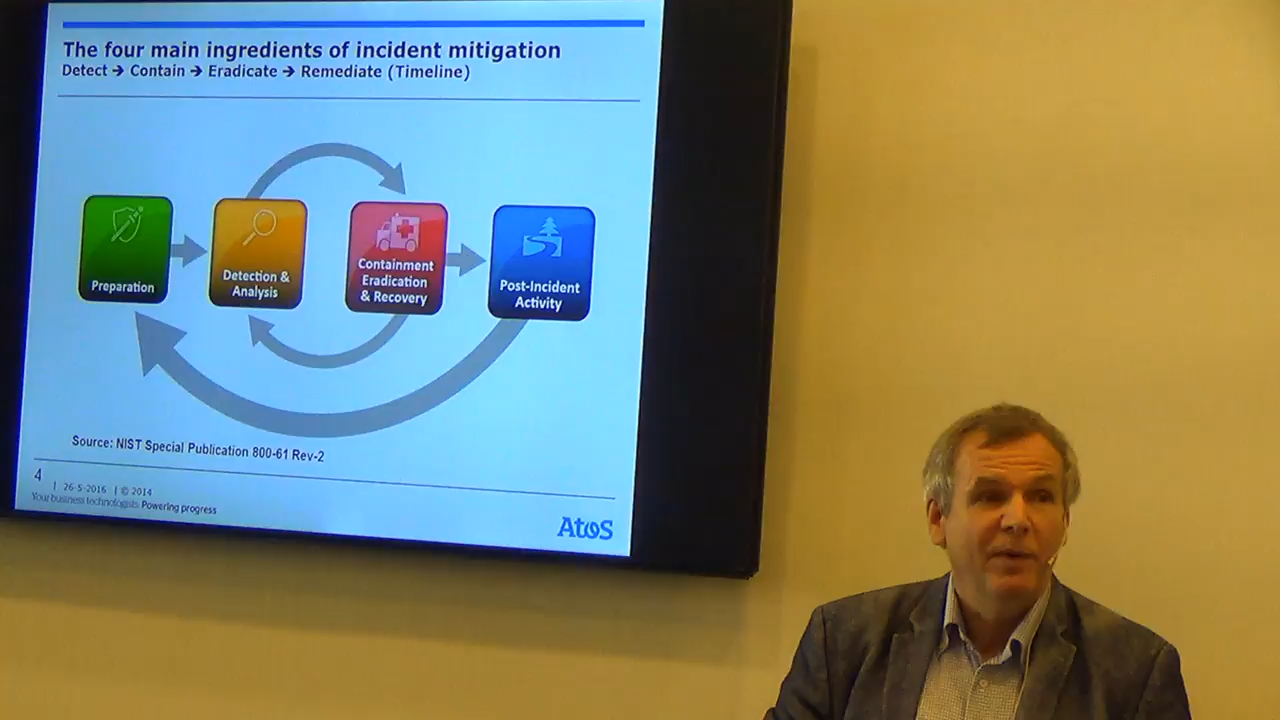 The four main ingredients of incident mitigation
Detect → Contain → Eradicate → Remediate (Timeline)
Preparation
Detection &
Analysis
Containment
Eradication
& Recovery
Post-Incident
Activity
Source: NIST Special Publication 800-61 Rev-2
4
| 26-5-2016 | © 2014
Your business technologists. Powering progress
Atos